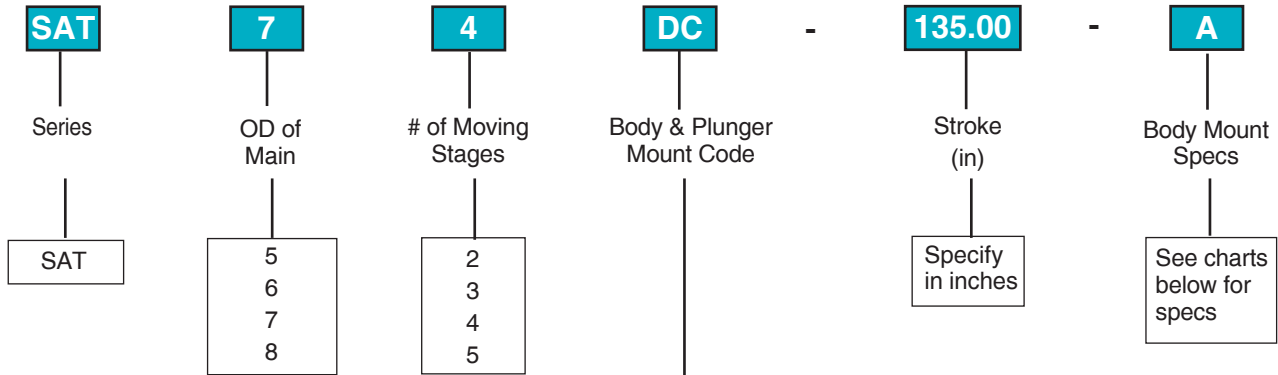 SAT 7 4 DC - 135.00 - A
Series
OD of
Main
# of Moving
Stages
Body & Plunger
Mount Code
Stroke
(in)
Body Mount
Specs
SAT
5
6
7
8
2
3
4
5
Specify
in inches
See charts
below for
specs